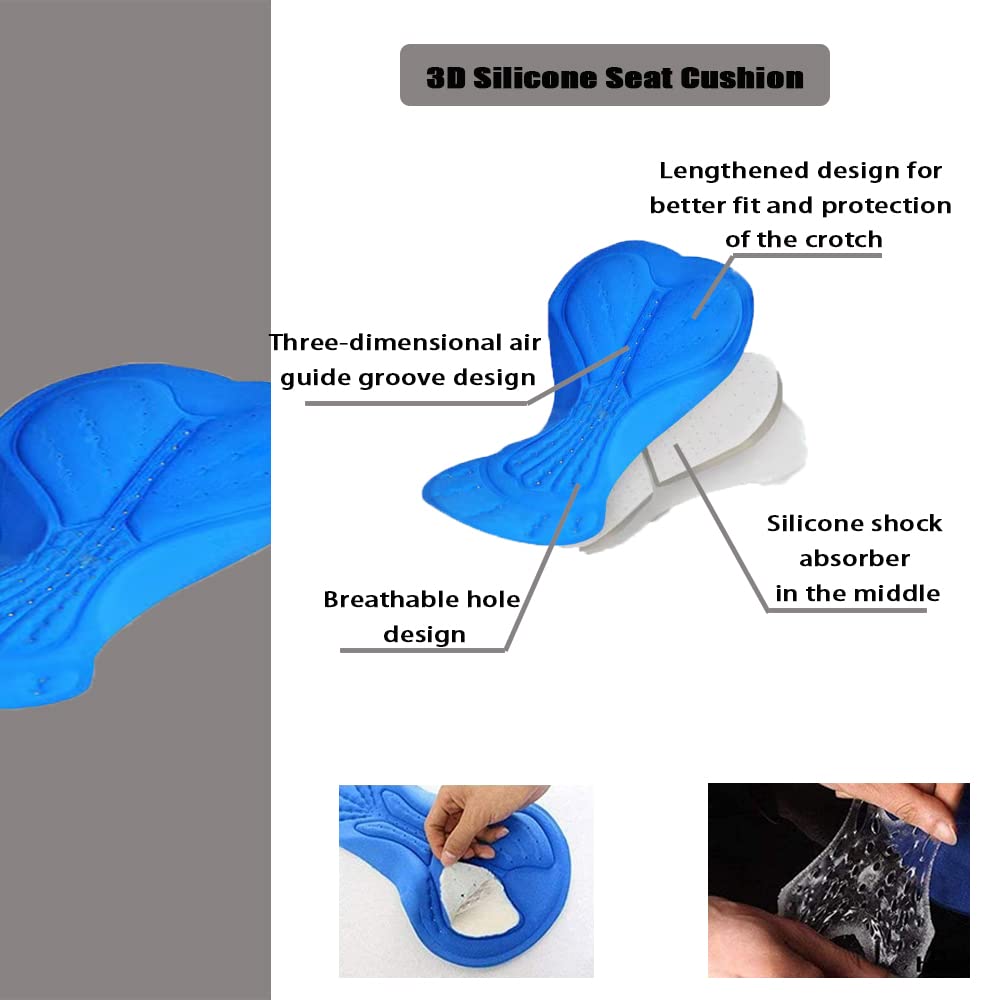 3D Silicone Seat Cushion
Lengthened design for
better fit and protection
of the crotch
Three-dimensional air
guide groove design
Silicone shock
absorber
in the middle
Breathable hole
design